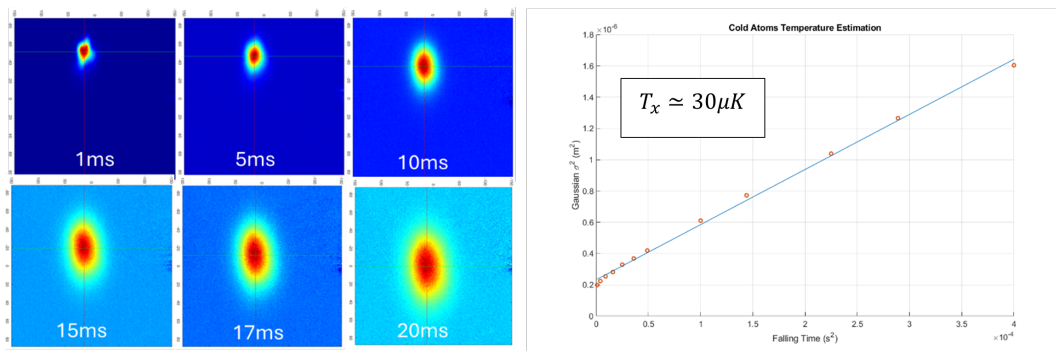 1ms
5ms
10ms
15ms
17ms
20ms
Cold Atoms Temperature Estimation
×10⁻⁶
1.8
1.6
1.4
1.2
1
0.8
0.6
0.4
0.2
0
Gaussian σ² (m²)
Tₓ ≃ 30μK
0 0.5 1 1.5 2 2.5 3 3.5 4
Falling Time (s²)
×10⁻⁴